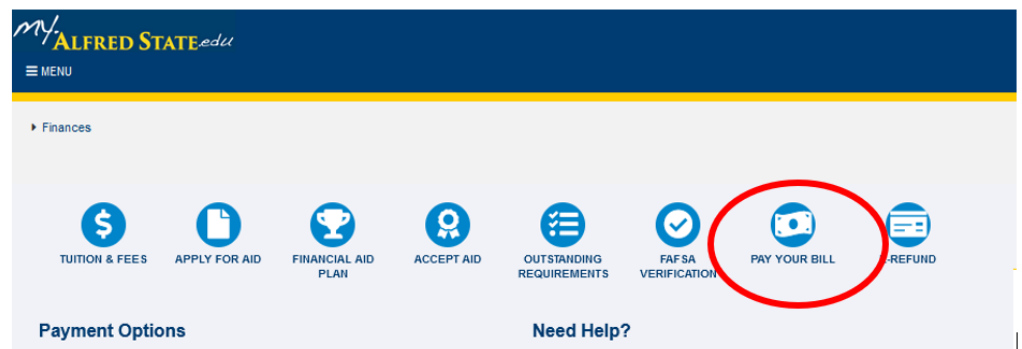 my.
ALFRED STATE.edu
MENU
Finances
TUITION & FEES
APPLY FOR AID
FINANCIAL AID
PLAN
ACCEPT AID
OUTSTANDING
REQUIREMENTS
FAFSA
VERIFICATION
PAY YOUR BILL
-REFUND
Payment Options
Need Help?